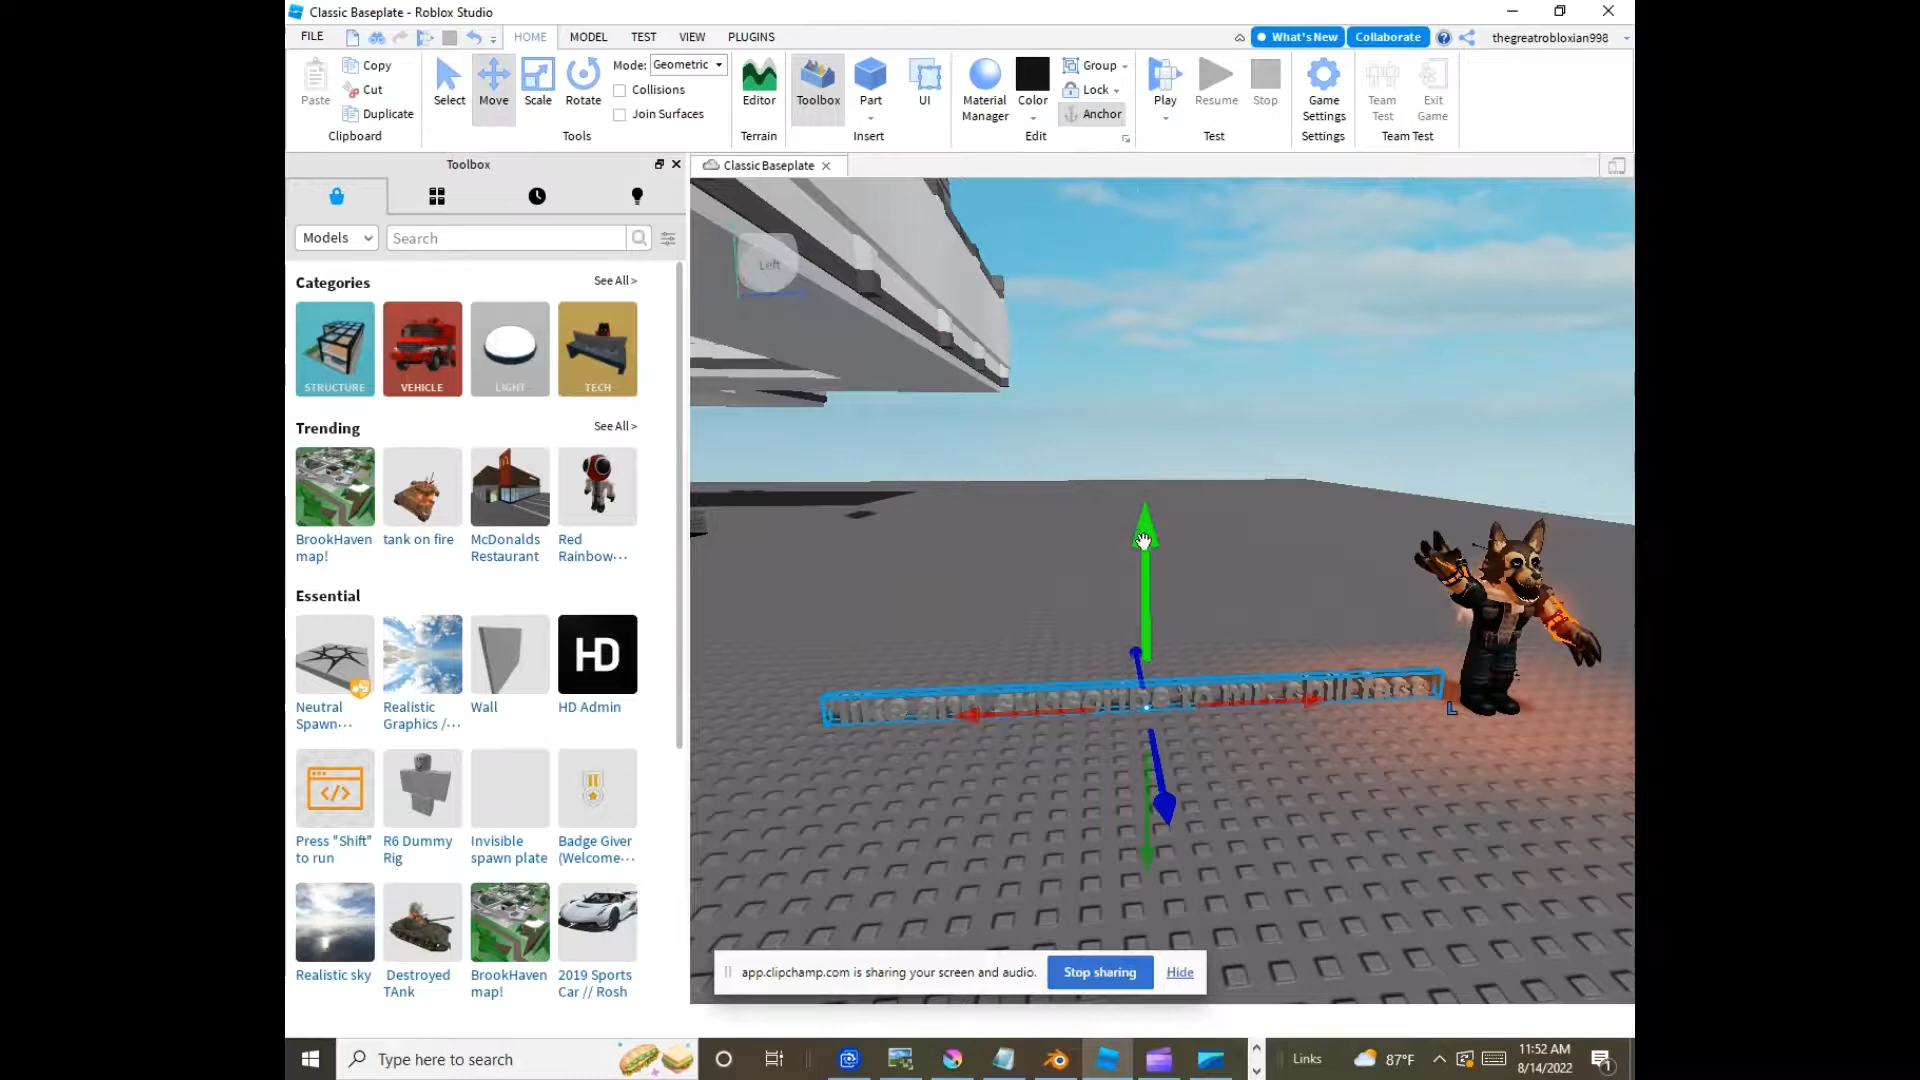 Classic Baseplate - Roblox Studio
FILE HOME MODEL TEST VIEW PLUGINS What's New Collaborate thegreatrobloxian998
Paste Copy Cut Duplicate Clipboard
Select Move Scale Rotate Mode: Geometric Collisions Join Surfaces Tools
Editor Terrain
Toolbox Part UI Insert
Material Manager Color Group Lock Anchor Edit
Play Resume Stop Test
Game Settings Settings
Team Test Exit Game Team Test
Toolbox
Classic Baseplate
Models Search
Left
Categories See All >
STRUCTURE VEHICLE LIGHT TECH
Trending See All >
BrookHaven map! tank on fire McDonalds Restaurant Red Rainbow···
Essential
HD
Neutral Spawn··· Realistic Graphics /··· Wall HD Admin
Press "Shift" to run R6 Dummy Rig Invisible spawn plate Badge Giver (Welcome···
Realistic sky Destroyed TAnk BrookHaven map! 2019 Sports Car // Rosh
L
app.clipchamp.com is sharing your screen and audio. Stop sharing Hide
Type here to search Links 87°F 11:52 AM
8/14/2022 1